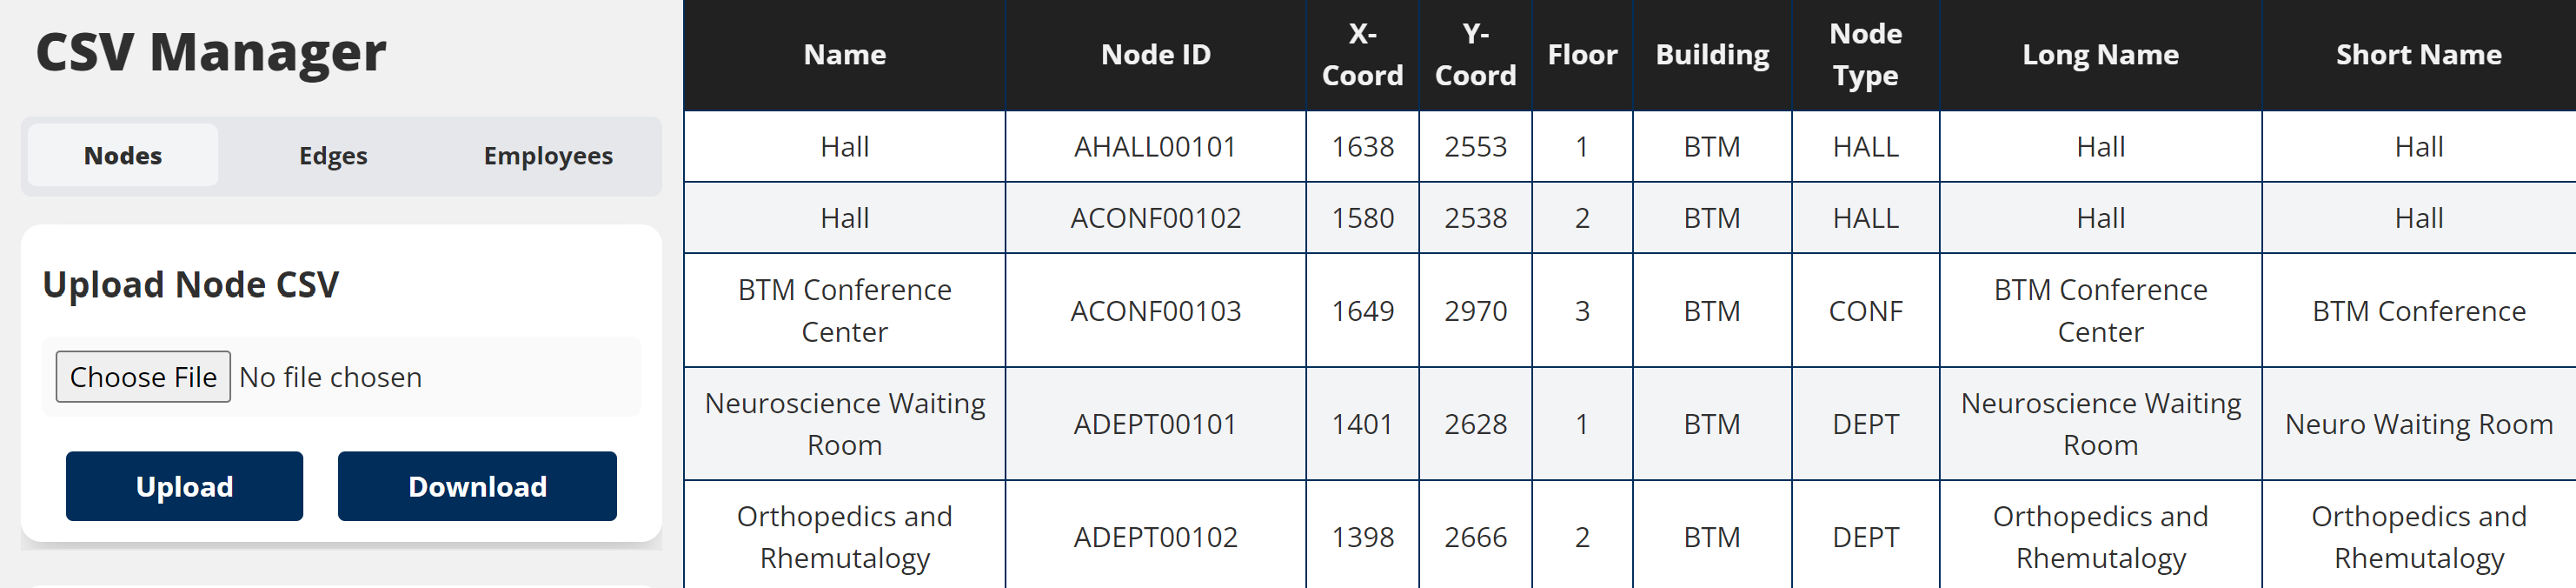 CSV Manager
Nodes Edges Employees
Upload Node CSV
Choose File No file chosen
Upload Download
Name Node ID X-Coord Y-Coord Floor Building Node Type Long Name Short Name
Hall AHALL00101 1638 2553 1 BTM HALL Hall Hall
Hall ACONF00102 1580 2538 2 BTM HALL Hall Hall
BTM Conference Center ACONF00103 1649 2970 3 BTM CONF BTM Conference Center BTM Conference
Neuroscience Waiting Room ADEPT00101 1401 2628 1 BTM DEPT Neuroscience Waiting Room Neuro Waiting Room
Orthopedics and Rhemutalogy ADEPT00102 1398 2666 2 BTM DEPT Orthopedics and Rhemutalogy Orthopedics and Rhemutalogy